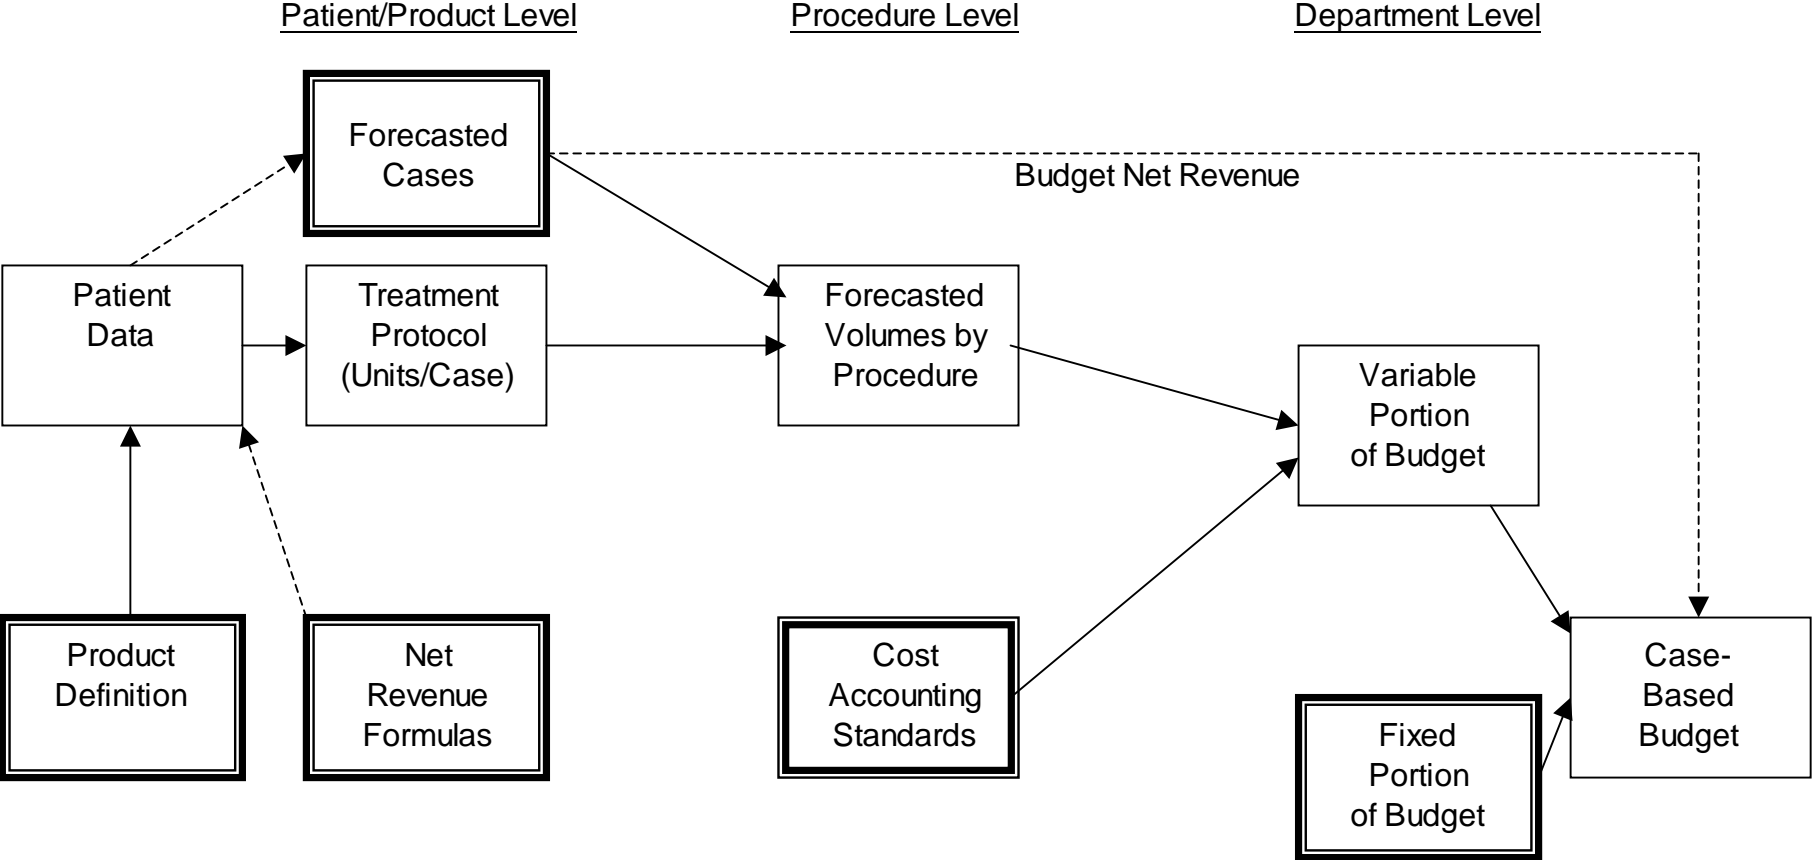 Patient/Product Level
Procedure Level
Department Level
Forecasted
Cases
Budget Net Revenue
Patient
Data
Treatment
Protocol
(Units/Case)
Forecasted
Volumes by
Procedure
Variable
Portion
of Budget
Product
Definition
Net
Revenue
Formulas
Cost
Accounting
Standards
Case-
Based
Budget
Fixed
Portion
of Budget